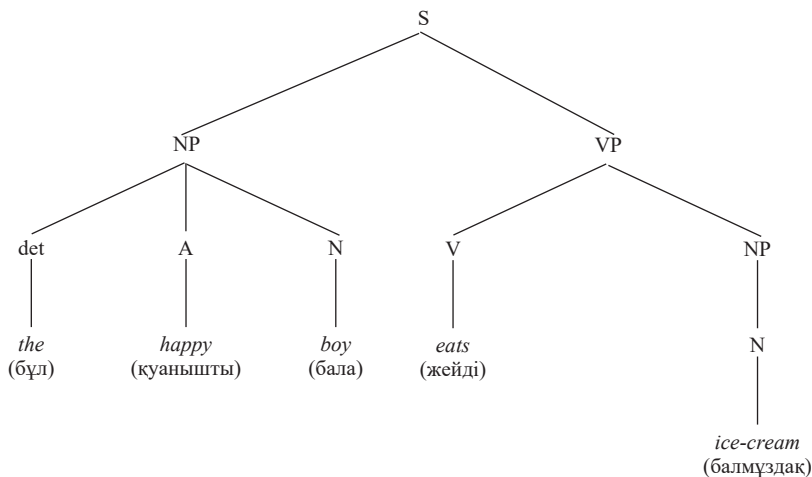 S
NP VP
det A N V NP
the happy boy eats N
(бұл) (қуанышты) (бала) (жейді)
ice-cream
(балмұздақ)